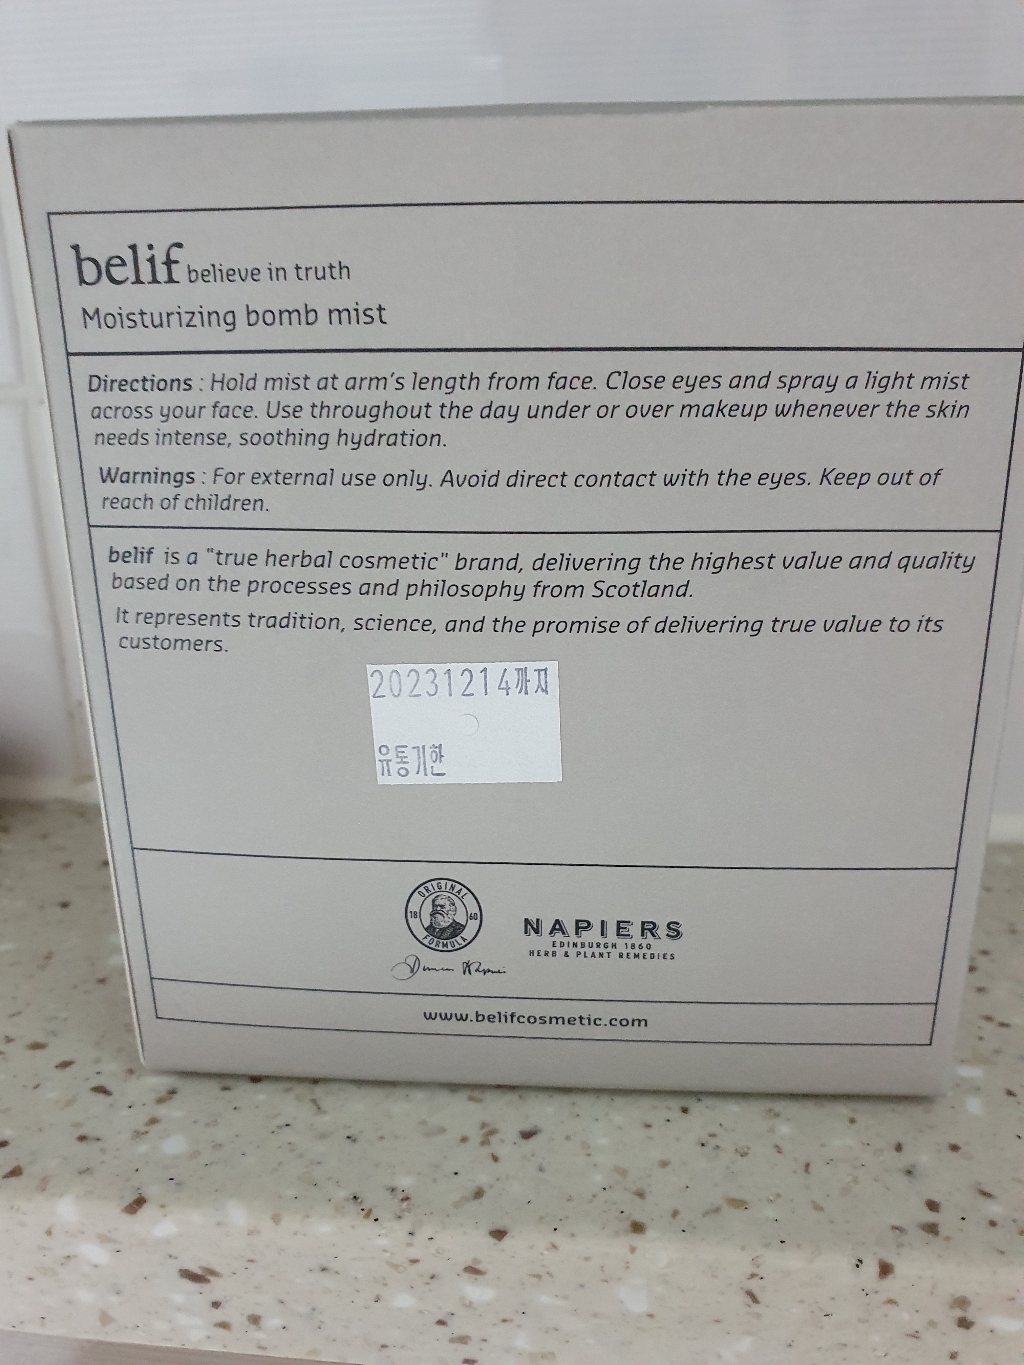 belif believe in truth
Moisturizing bomb mist
Directions : Hold mist at arm's length from face. Close eyes and spray a light mist
across your face. Use throughout the day under or over makeup whenever the skin
needs intense, soothing hydration.
Warnings : For external use only. Avoid direct contact with the eyes. Keep out of
reach of children.
belif is a "true herbal cosmetic" brand, delivering the highest value and quality
based on the processes and philosophy from Scotland.
It represents tradition, science, and the promise of delivering true value to its
customers.
20231214까지
유통기한
ORIGINAL
18 60
FORMULA
NAPIERS
EDINBURGH 1860
HERB & PLANT REMEDIES
www.belifcosmetic.com